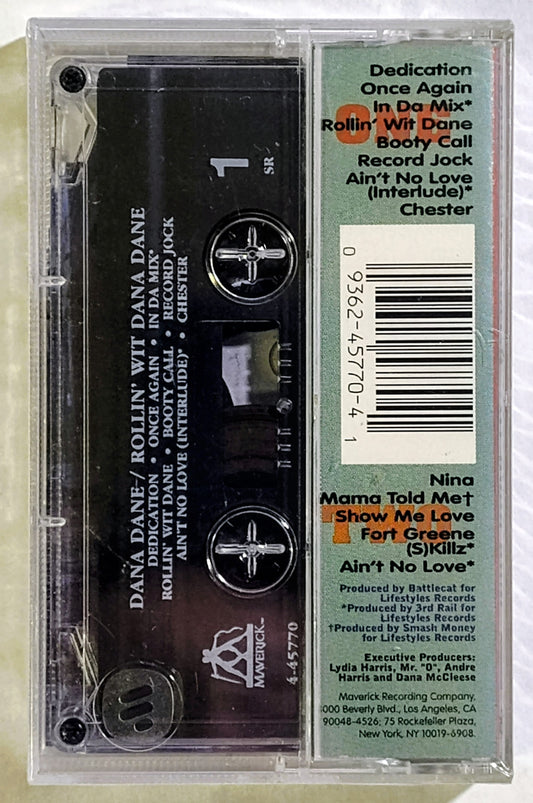 DANA DANE / ROLLIN' WIT DANA DANE
DEDICATION • ONCE AGAIN • IN DA MIX*
ROLLIN' WIT DANE • BOOTY CALL • RECORD JOCK
AIN'T NO LOVE (INTERLUDE)* • CHESTER
1
SR
MAVERICK
4-45770
ONE
Dedication
Once Again
In Da Mix*
Rollin' Wit Dane
Booty Call
Record Jock
Ain't No Love
(Interlude)*
Chester
0 9362-45770-4 1
TWO
Nina
Mama Told Me†
Show Me Love
Fort Greene
(S)Killz*
Ain't No Love*
Produced by Battlecat for
Lifestyles Records
*Produced by 3rd Rail for
Lifestyles Records
†Produced by Smash Money
for Lifestyles Records
Executive Producers:
Lydia Harris, Mr. "D", Andre
Harris and Dana McCleese
Maverick Recording Company,
000 Beverly Blvd., Los Angeles, CA
90048-4526; 75 Rockefeller Plaza,
New York, NY 10019-6908.